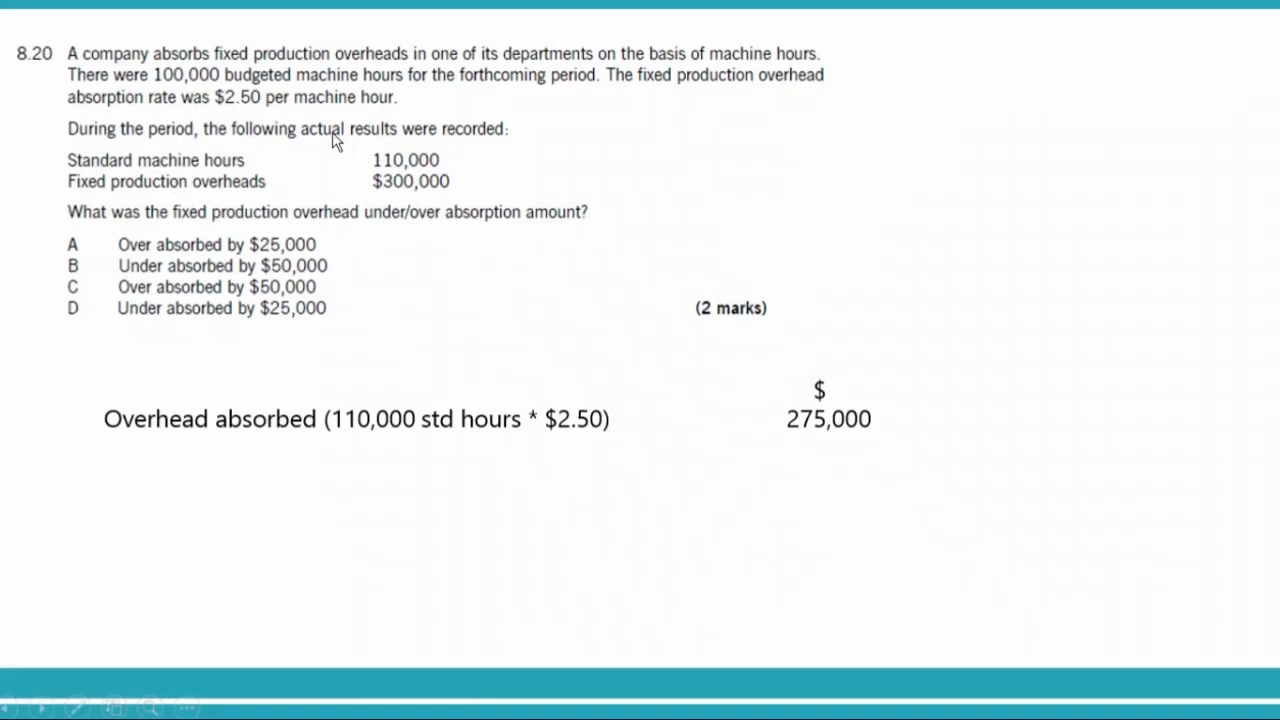 8.20 A company absorbs fixed production overheads in one of its departments on the basis of machine hours.
There were 100,000 budgeted machine hours for the forthcoming period. The fixed production overhead
absorption rate was $2.50 per machine hour.
During the period, the following actual results were recorded:
Standard machine hours 110,000
Fixed production overheads $300,000
What was the fixed production overhead under/over absorption amount?
A Over absorbed by $25,000
B Under absorbed by $50,000
C Over absorbed by $50,000
D Under absorbed by $25,000 (2 marks)
$
Overhead absorbed (110,000 std hours * $2.50) 275,000